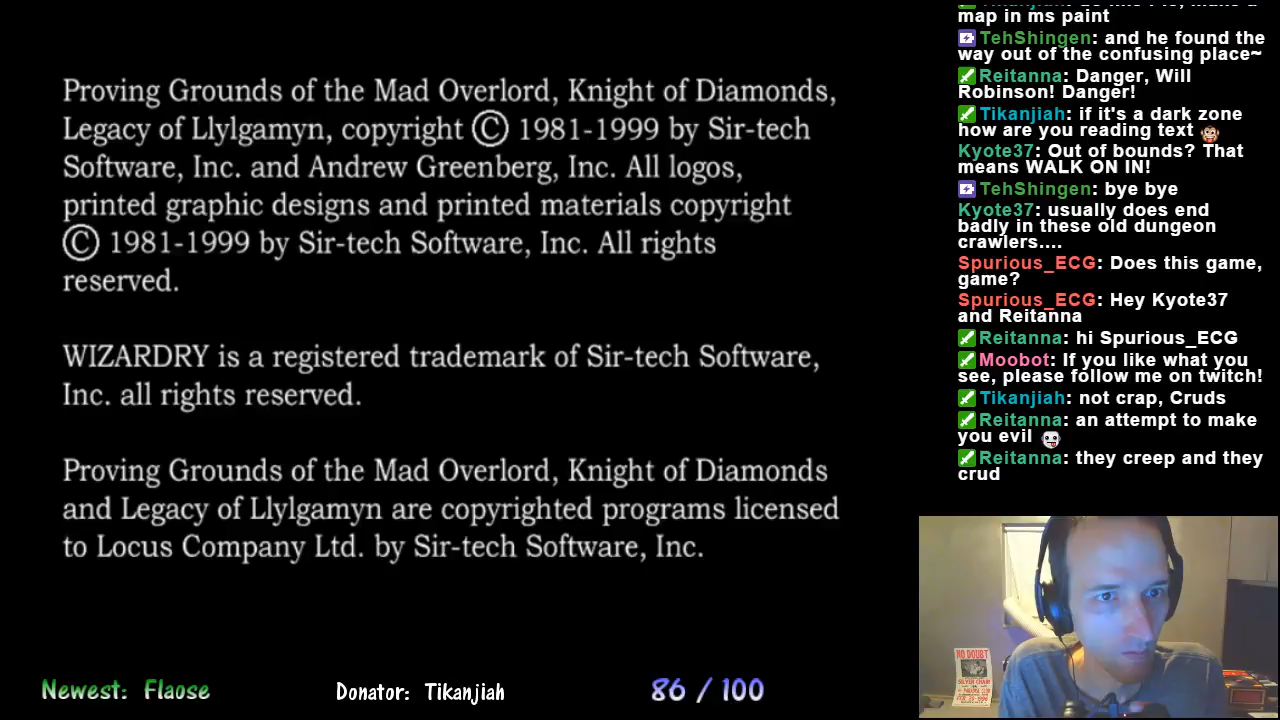 Proving Grounds of the Mad Overlord, Knight of Diamonds,
Legacy of Llylgamyn, copyright © 1981-1999 by Sir-tech
Software, Inc. and Andrew Greenberg, Inc. All logos,
printed graphic designs and printed materials copyright
© 1981-1999 by Sir-tech Software, Inc. All rights
reserved.
WIZARDRY is a registered trademark of Sir-tech Software,
Inc. all rights reserved.
Proving Grounds of the Mad Overlord, Knight of Diamonds
and Legacy of Llylgamyn are copyrighted programs licensed
to Locus Company Ltd. by Sir-tech Software, Inc.
Newest: Flaose
Donator: Tikanjiah
86 / 100
map in ms paint
TehShingen: and he found the
way out of the confusing place~
Reitanna: Danger, Will
Robinson! Danger!
Tikanjiah: if it's a dark zone
how are you reading text
Kyote37: Out of bounds? That
means WALK ON IN!
TehShingen: bye bye
Kyote37: usually does end
badly in these old dungeon
crawlers....
Spurious_ECG: Does this game,
game?
Spurious_ECG: Hey Kyote37
and Reitanna
Reitanna: hi Spurious_ECG
Moobot: If you like what you
see, please follow me on twitch!
Tikanjiah: not crap, Cruds
Reitanna: an attempt to make
you evil
Reitanna: they creep and they
crud
NO DOUBT